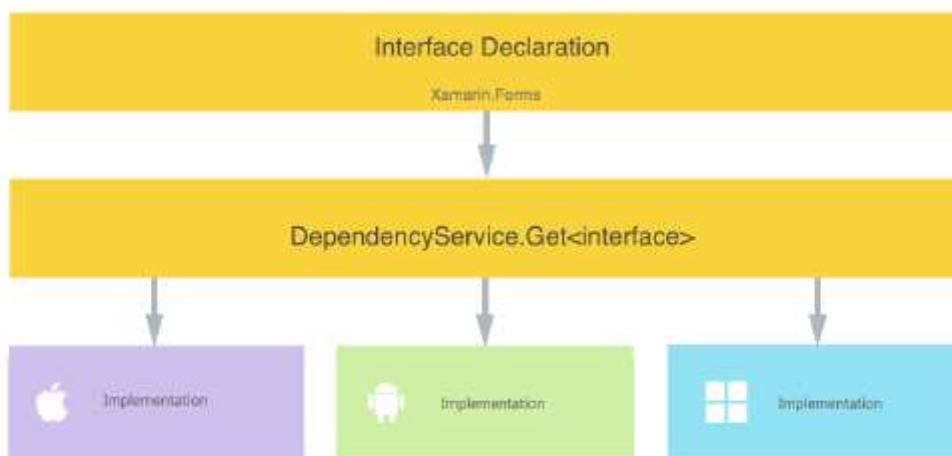 Interface Declaration
Xamarin.Forms
DependencyService.Get<interface>
Implementation
Implementation
Implementation